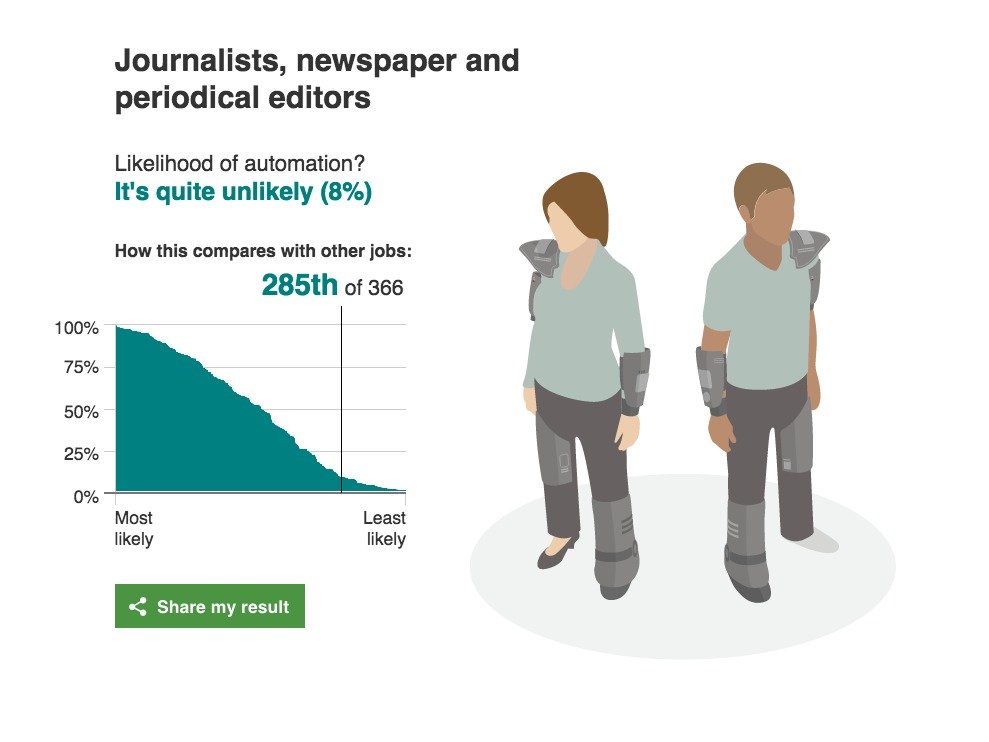 Journalists, newspaper and
periodical editors
Likelihood of automation?
It's quite unlikely (8%)
How this compares with other jobs:
285th of 366
100%
75%
50%
25%
0%
Most
likely
Least
likely
Share my result